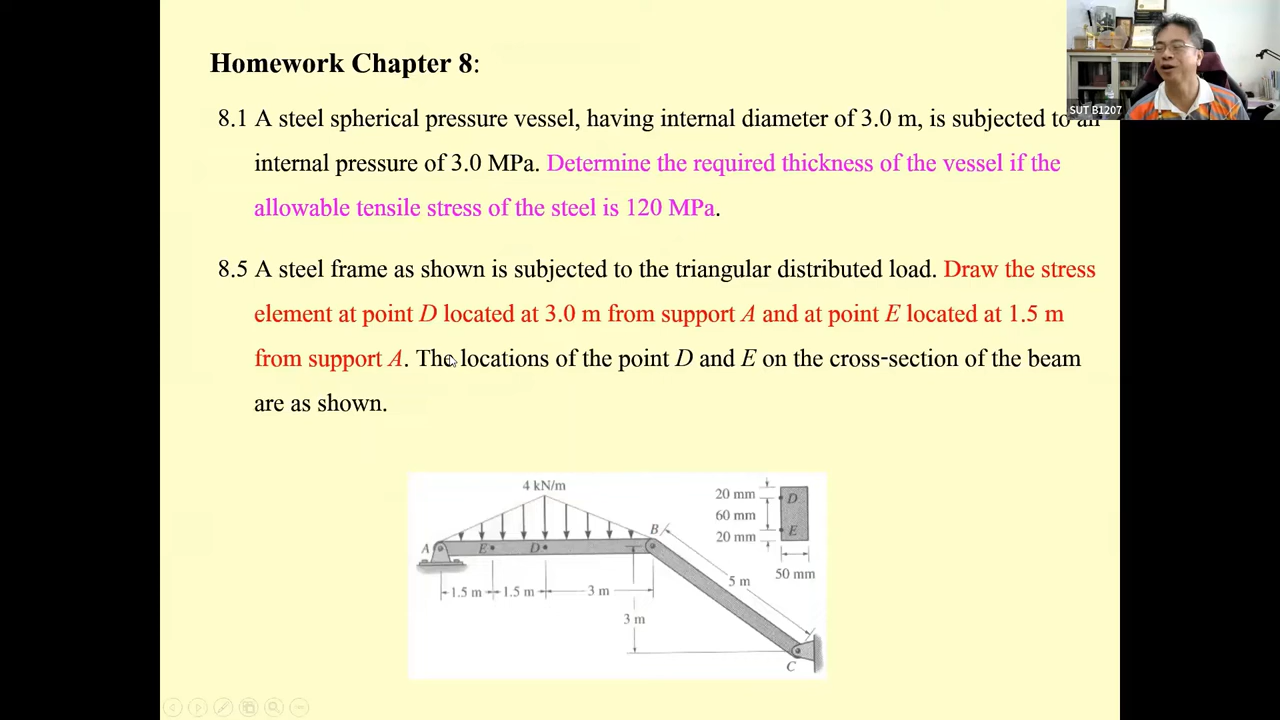 Homework Chapter 8:
8.1 A steel spherical pressure vessel, having internal diameter of 3.0 m, is subjected to an
internal pressure of 3.0 MPa. Determine the required thickness of the vessel if the
allowable tensile stress of the steel is 120 MPa.
8.5 A steel frame as shown is subjected to the triangular distributed load. Draw the stress
element at point D located at 3.0 m from support A and at point E located at 1.5 m
from support A. The locations of the point D and E on the cross-section of the beam
are as shown.
SUT B1207
4 kN/m
A
E
D
B
1.5 m
1.5 m
3 m
3 m
5 m
C
20 mm
60 mm
20 mm
D
E
50 mm